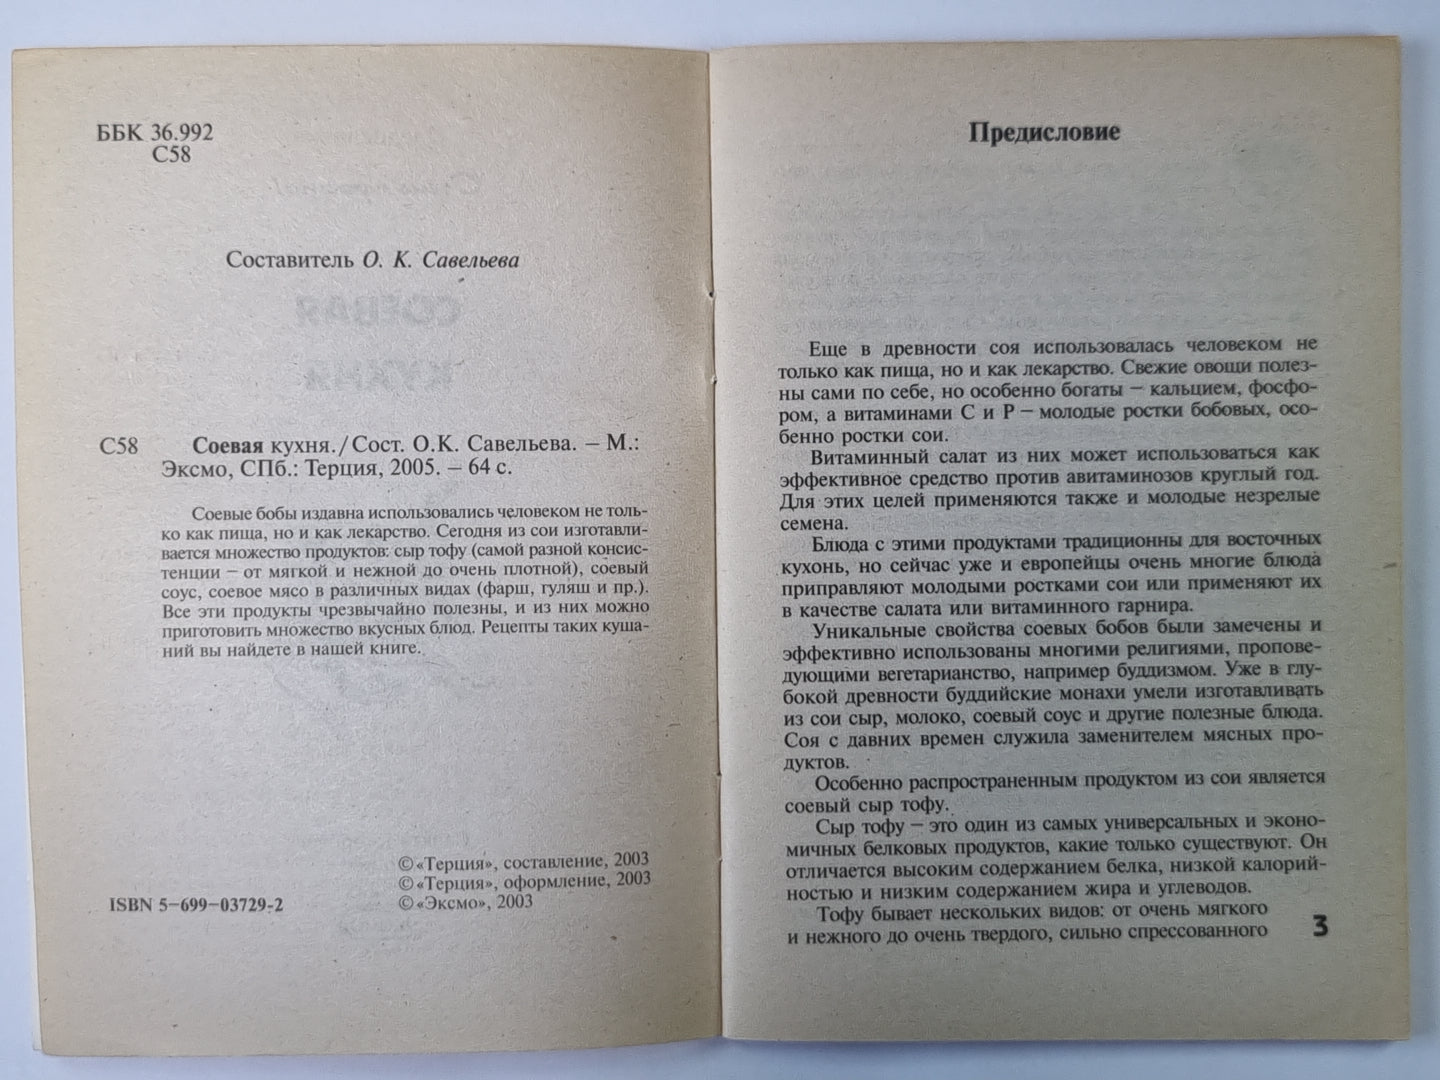 ББК 36.992
С58
Составитель О. К. Савельева
С58 Соевая кухня./Сост. О.К. Савельева. – М.:
Эксмо, СПб.: Терция, 2005. – 64 с.
Соевые бобы издавна использовались человеком не толь-
ко как пища, но и как лекарство. Сегодня из сои изготавли-
вается множество продуктов: сыр тофу (самой разной консис-
тенции – от мягкой и нежной до очень плотной), соевый
соус, соевое мясо в различных видах (фарш, гуляш и пр.).
Все эти продукты чрезвычайно полезны, и из них можно
приготовить множество вкусных блюд. Рецепты таких куша-
ний вы найдете в нашей книге.
©«Терция», составление, 2003
©«Терция», оформление, 2003
ISBN 5–699–03729-2 ©«Эксмо», 2003
Предисловие
Еще в древности соя использовалась человеком не
только как пища, но и как лекарство. Свежие овощи полез-
ны сами по себе, но особенно богаты – кальцием, фосфо-
ром, а витаминами С и Р – молодые ростки бобовых, осо-
бенно ростки сои.
Витаминный салат из них может использоваться как
эффективное средство против авитаминозов круглый год.
Для этих целей применяются также и молодые незрелые
семена.
Блюда с этими продуктами традиционны для восточных
кухонь, но сейчас уже и европейцы очень многие блюда
приправляют молодыми ростками сои или применяют их
в качестве салата или витаминного гарнира.
Уникальные свойства соевых бобов были замечены и
эффективно использованы многими религиями, пропове-
дующими вегетарианство, например буддизмом. Уже в глу-
бокой древности буддийские монахи умели изготавливать
из сои сыр, молоко, соевый соус и другие полезные блюда.
Соя с давних времен служила заменителем мясных про-
дуктов.
Особенно распространенным продуктом из сои является
соевый сыр тофу.
Сыр тофу – это один из самых универсальных и эконо-
мичных белковых продуктов, какие только существуют. Он
отличается высоким содержанием белка, низкой калорий-
ностью и низким содержанием жира и углеводов.
Тофу бывает нескольких видов: от очень мягкого
и нежного до очень твердого, сильно спрессованного
3